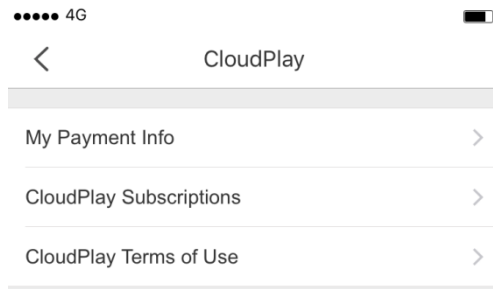 4G
CloudPlay
My Payment Info
CloudPlay Subscriptions
CloudPlay Terms of Use